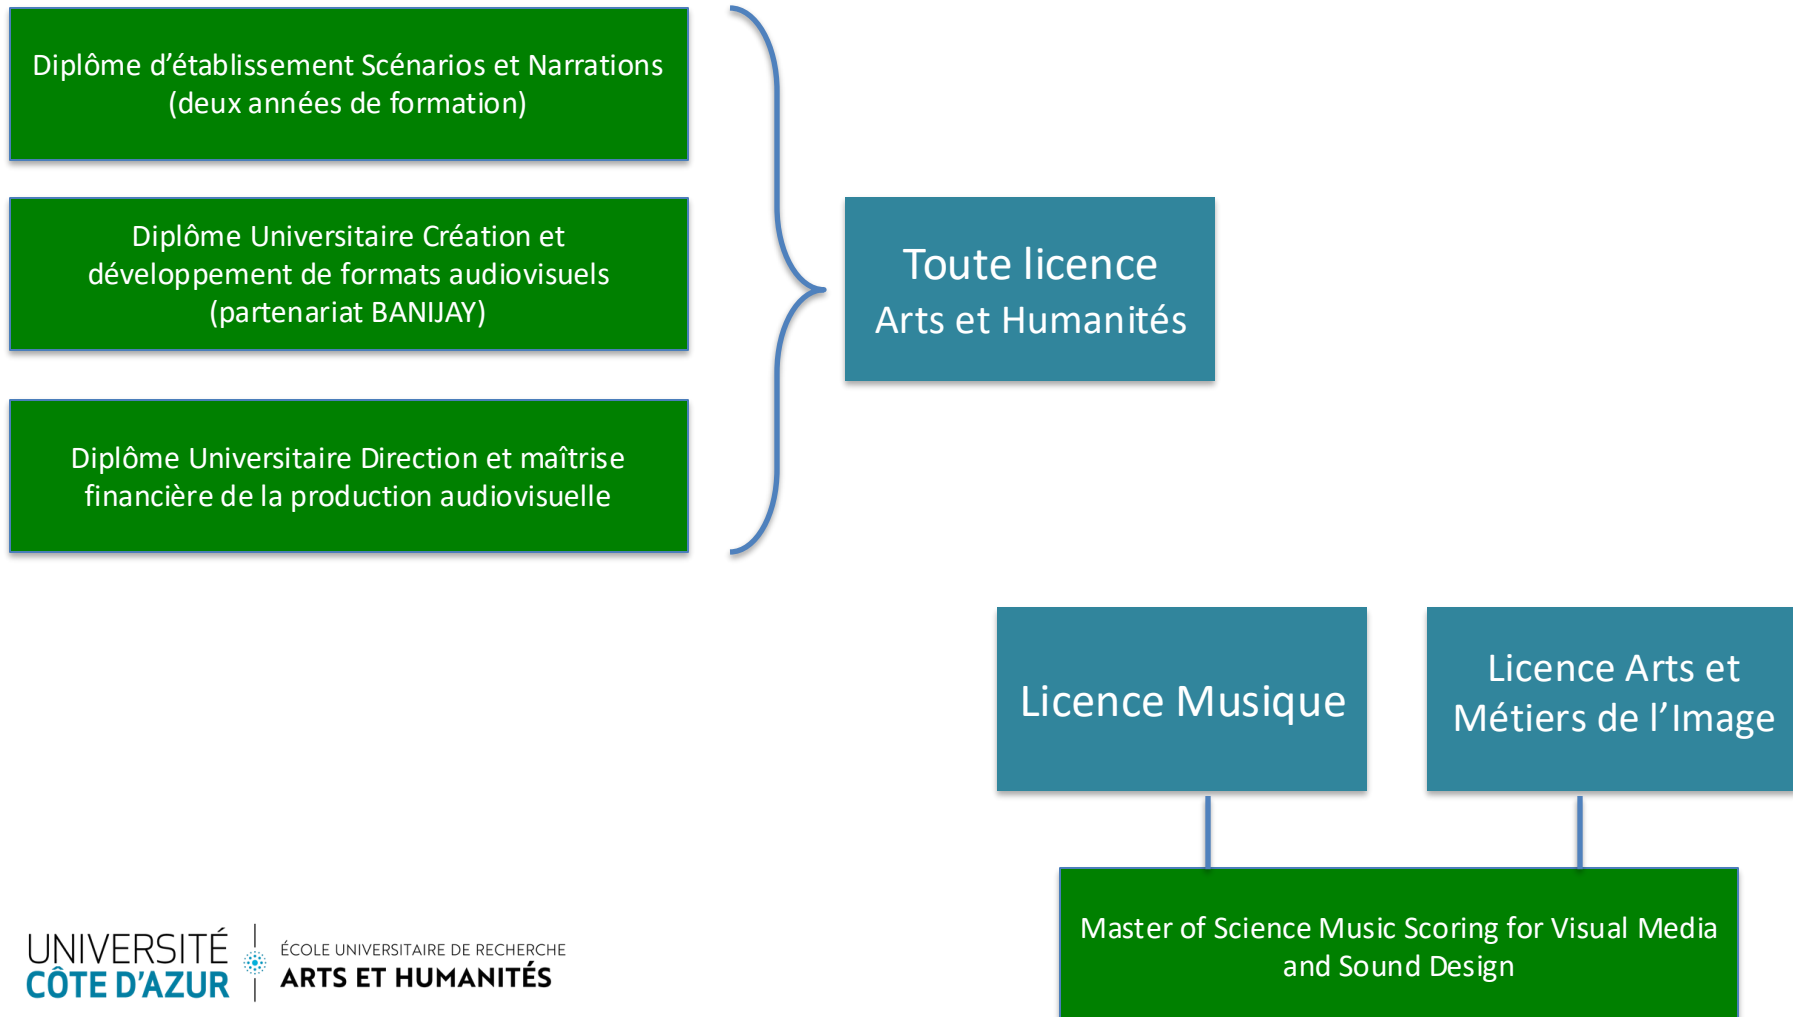 Diplôme d’établissement Scénarios et Narrations
(deux années de formation)
Diplôme Universitaire Création et
développement de formats audiovisuels
(partenariat BANIJAY)
Diplôme Universitaire Direction et maîtrise
financière de la production audiovisuelle
Toute licence
Arts et Humanités
Licence Musique
Licence Arts et
Métiers de l’Image
Master of Science Music Scoring for Visual Media
and Sound Design
UNIVERSITÉ
CÔTE D’AZUR
ÉCOLE UNIVERSITAIRE DE RECHERCHE
ARTS ET HUMANITÉS